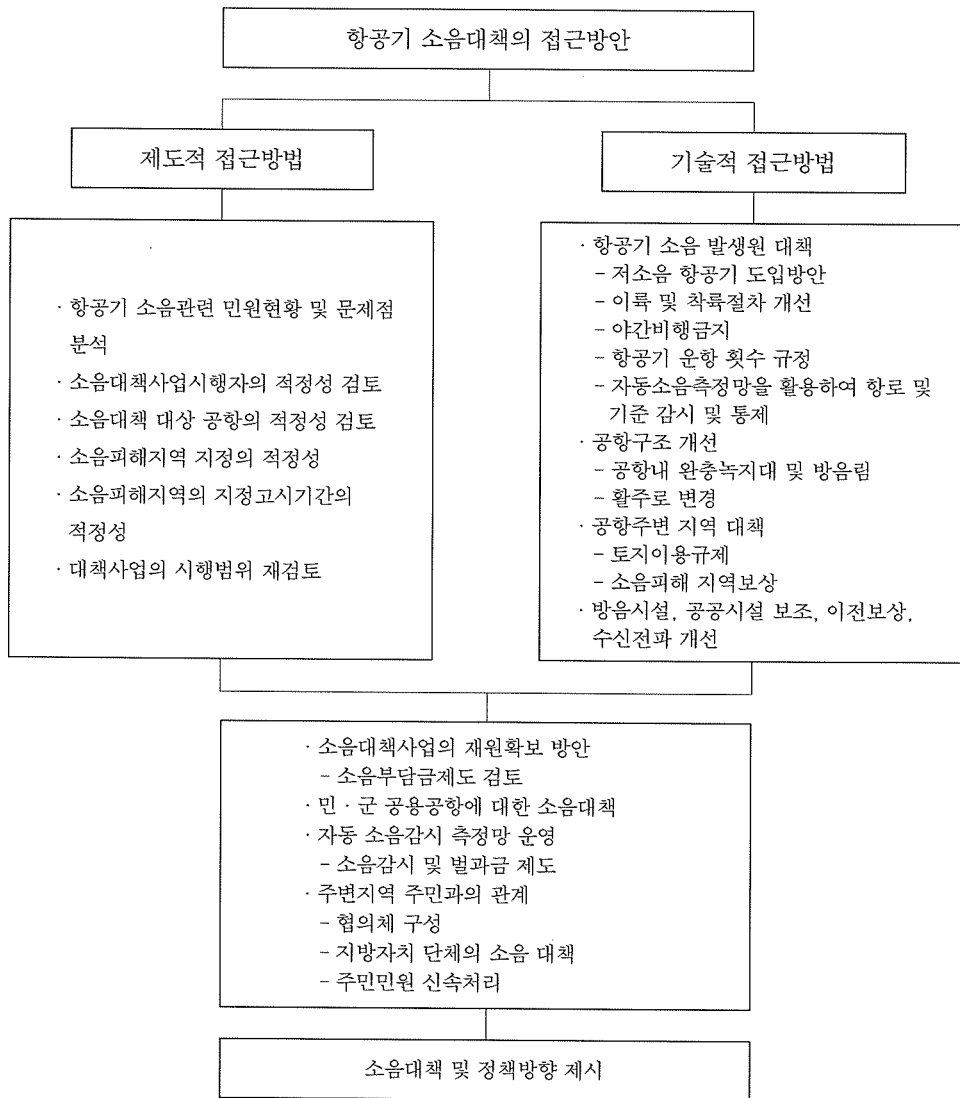 항공기 소음대책의 접근방안
제도적 접근방법
· 항공기 소음관련 민원현황 및 문제점
분석
· 소음대책사업시행자의 적정성 검토
· 소음대책 대상 공항의 적정성 검토
· 소음피해지역 지정의 적정성
· 소음피해지역의 지정고시기간의
적정성
· 대책사업의 시행범위 재검토
기술적 접근방법
· 항공기 소음 발생원 대책
- 저소음 항공기 도입방안
- 이륙 및 착륙절차 개선
- 야간비행금지
- 항공기 운항 횟수 규정
- 자동소음측정망을 활용하여 항로 및
기준 감시 및 통제
· 공항구조 개선
- 공항내 완충녹지대 및 방음림
- 활주로 변경
· 공항주변 지역 대책
- 토지이용규제
- 소음피해 지역보상
· 방음시설, 공공시설 보조, 이전보상,
수신전파 개선
· 소음대책사업의 재원확보 방안
- 소음부담금제도 검토
· 민 · 군 공용공항에 대한 소음대책
· 자동 소음감시 측정망 운영
- 소음감시 및 벌과금 제도
· 주변지역 주민과의 관계
- 협의체 구성
- 지방자치 단체의 소음 대책
- 주민민원 신속처리
소음대책 및 정책방향 제시